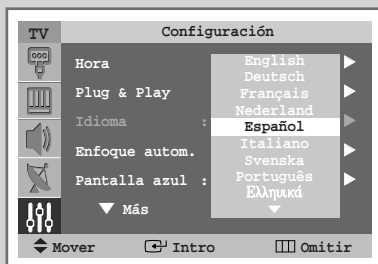 TV Configuración
Hora
Plug & Play
Idioma :
Enfoque autom.
Pantalla azul :
Más
English
Deutsch
Français
Nederland
Español
Italiano
Svenska
Português
Ελληνικά
Mover Intro Omitir